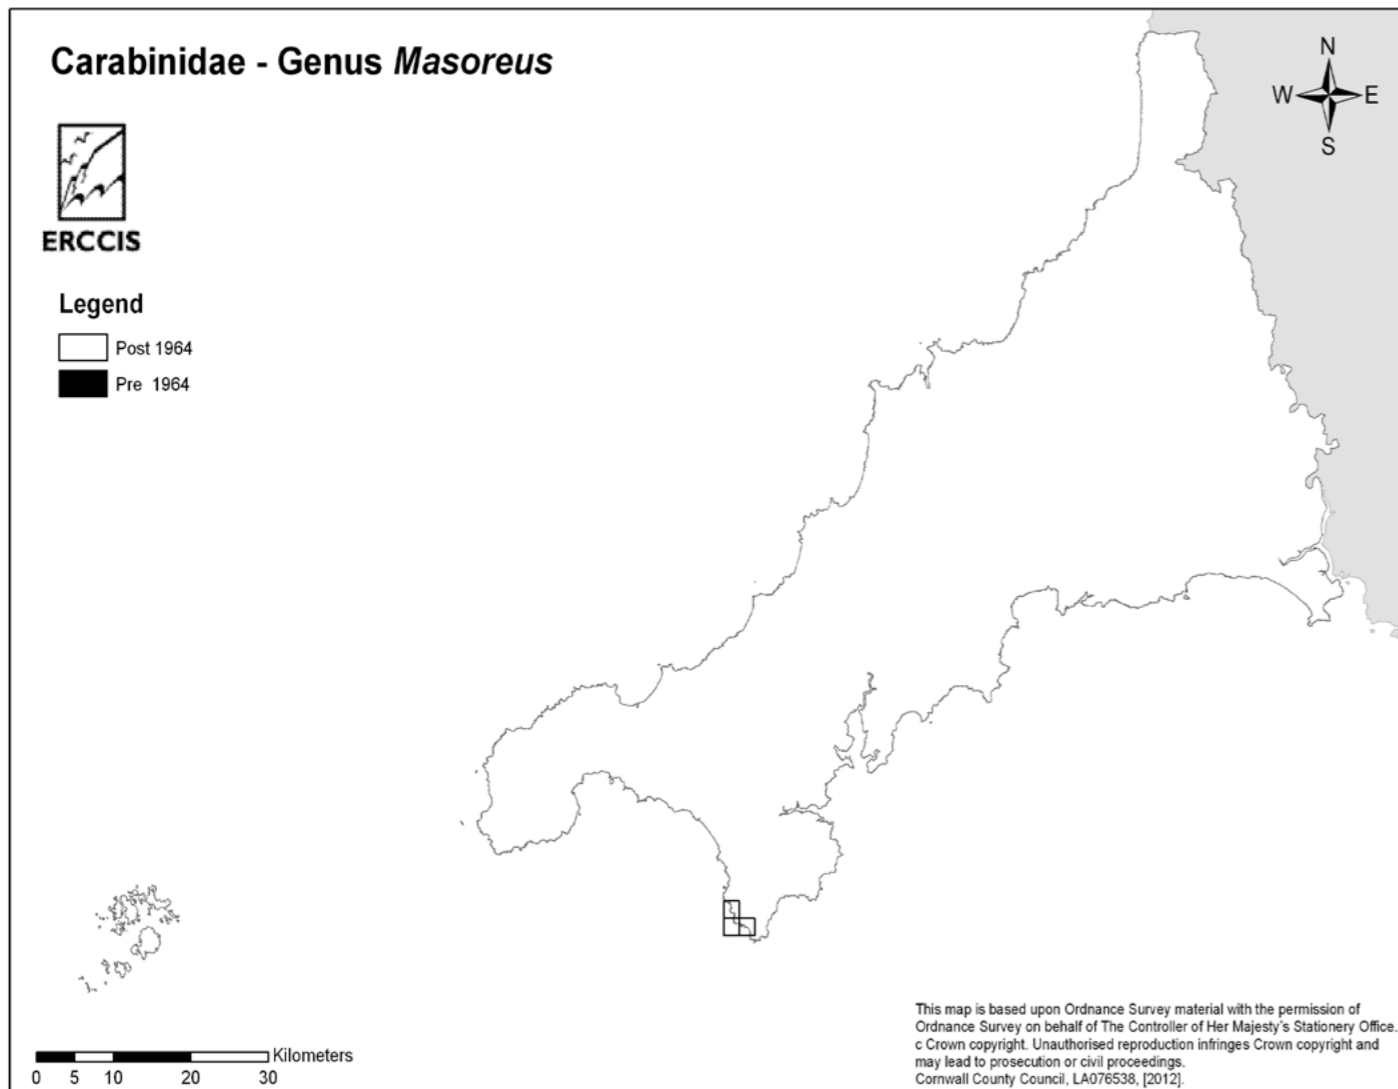 Carabinidae - Genus Masoreus
N
W E
S
ERCCIS
Legend
Post 1964
Pre 1964
Kilometers
0 5 10 20 30
This map is based upon Ordnance Survey material with the permission of
Ordnance Survey on behalf of The Controller of Her Majesty's Stationery Office.
c Crown copyright. Unauthorised reproduction infringes Crown copyright and
may lead to prosecution or civil proceedings.
Cornwall County Council, LA076538, [2012].